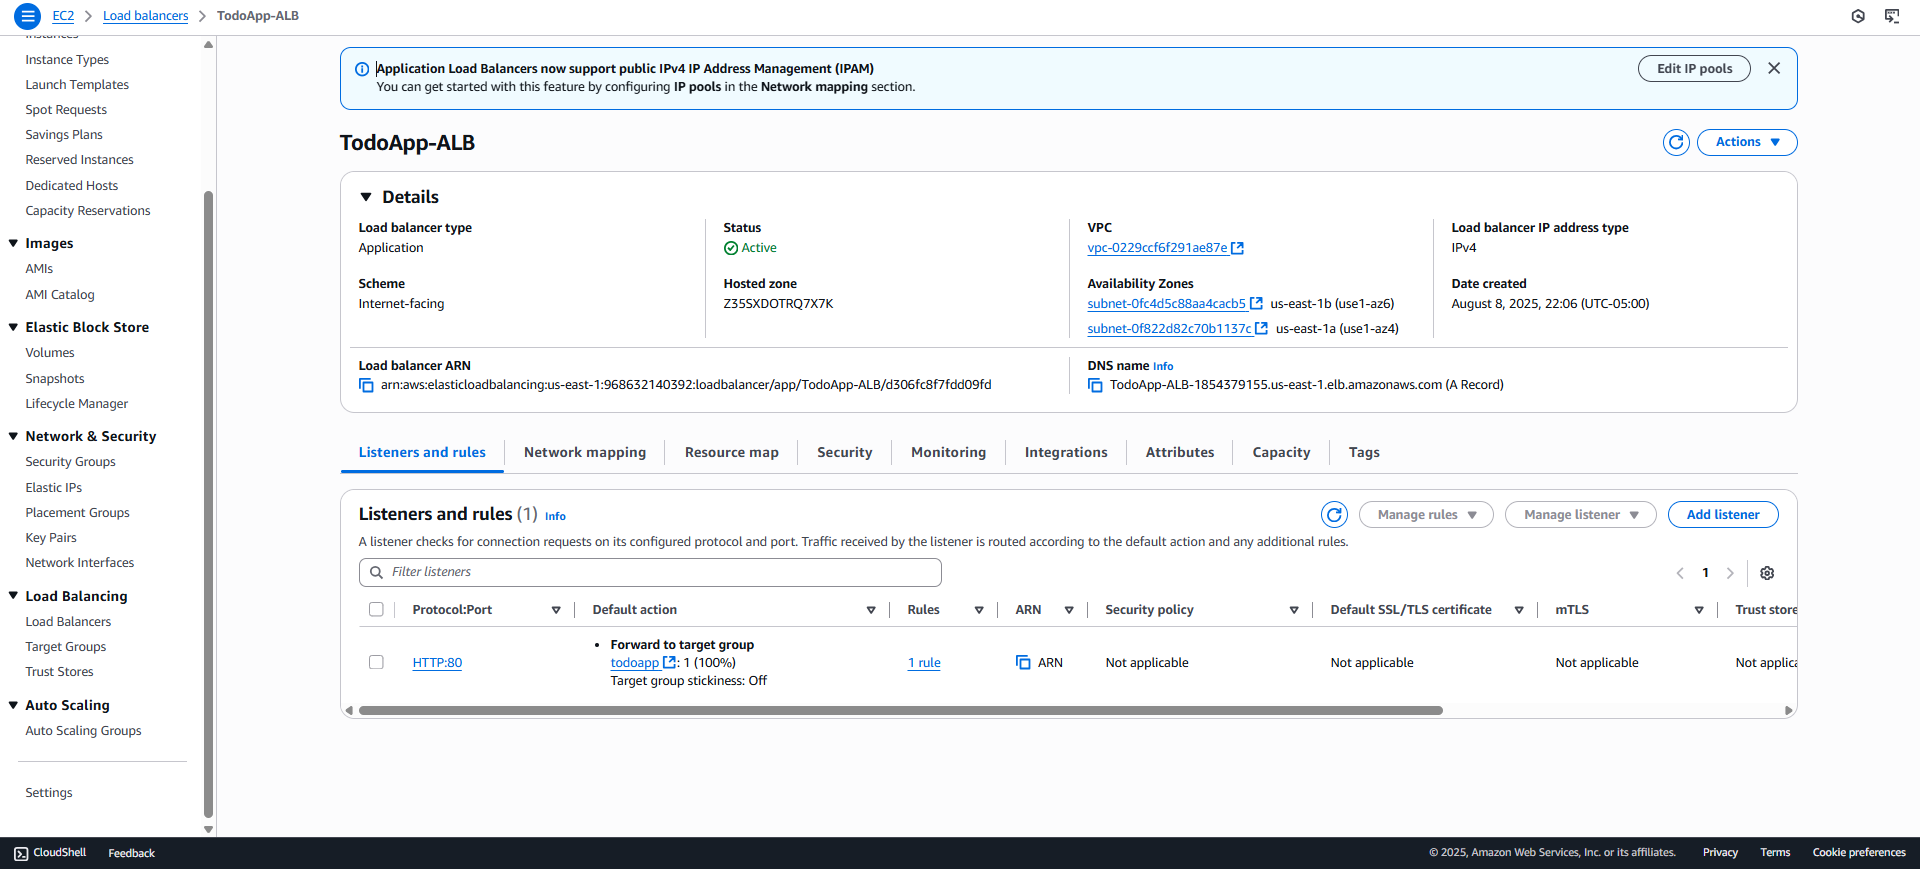 EC2 > Load balancers > TodoApp-ALB
Instances
Instance Types
Launch Templates
Spot Requests
Savings Plans
Reserved Instances
Dedicated Hosts
Capacity Reservations
Images
AMIs
AMI Catalog
Elastic Block Store
Volumes
Snapshots
Lifecycle Manager
Network & Security
Security Groups
Elastic IPs
Placement Groups
Key Pairs
Network Interfaces
Load Balancing
Load Balancers
Target Groups
Trust Stores
Auto Scaling
Auto Scaling Groups
Settings
Application Load Balancers now support public IPv4 IP Address Management (IPAM)
You can get started with this feature by configuring IP pools in the Network mapping section.
Edit IP pools
TodoApp-ALB
Actions
Details
Load balancer type
Application
Status
Active
VPC
vpc-0229ccf6f291ae87e
Load balancer IP address type
IPv4
Scheme
Internet-facing
Hosted zone
Z35SXDOTRQ7X7K
Availability Zones
subnet-0fc4d5c88aa4cacb5 us-east-1b (use1-az6)
subnet-0f822d82c70b1137c us-east-1a (use1-az4)
Date created
August 8, 2025, 22:06 (UTC-05:00)
Load balancer ARN
arn:aws:elasticloadbalancing:us-east-1:968632140392:loadbalancer/app/TodoApp-ALB/d306fc8f7fdd09fd
DNS name Info
TodoApp-ALB-1854379155.us-east-1.elb.amazonaws.com (A Record)
Listeners and rules Network mapping Resource map Security Monitoring Integrations Attributes Capacity Tags
Listeners and rules (1) Info
Manage rules Manage listener Add listener
A listener checks for connection requests on its configured protocol and port. Traffic received by the listener is routed according to the default action and any additional rules.
Filter listeners
1
Protocol:Port Default action Rules ARN Security policy Default SSL/TLS certificate mTLS Trust store
HTTP:80
• Forward to target group
todoapp : 1 (100%)
Target group stickiness: Off
1 rule
ARN
Not applicable
Not applicable
Not applicable
Not applica
CloudShell Feedback
© 2025, Amazon Web Services, Inc. or its affiliates. Privacy Terms Cookie preferences